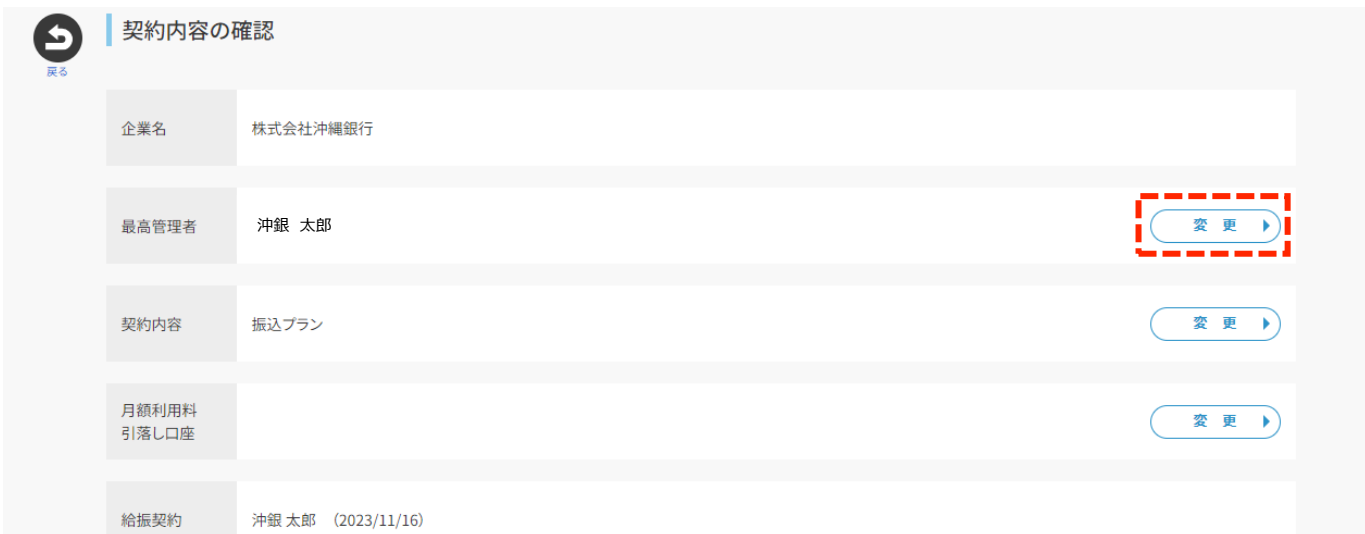 契約内容の確認
戻る
企業名 株式会社沖縄銀行
最高管理者 沖銀 太郎 変 更
契約内容 振込プラン 変 更
月額利用料
引落し口座 変 更
給振契約 沖銀 太郎 （2023/11/16）